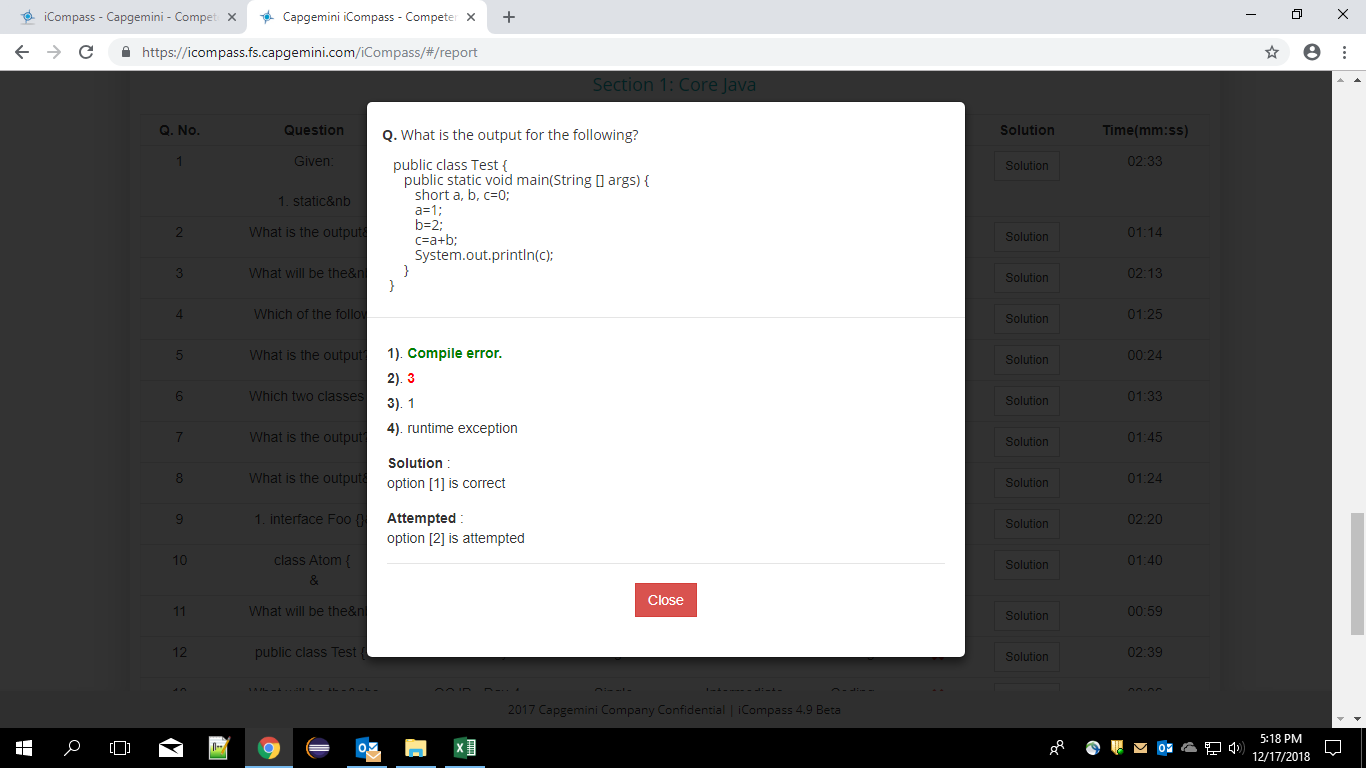 iCompass - Capgemini - Compet
Capgemini iCompass - Competen
https://icompass.fs.capgemini.com/iCompass/#/report
Section 1: Core Java
Q. No. Question Solution Time(mm:ss)
1 Given: Solution 02:33
1. static&nb
2 What is the output& Solution 01:14
3 What will be the&n Solution 02:13
4 Which of the follow Solution 01:25
5 What is the output? Solution 00:24
6 Which two classes Solution 01:33
7 What is the output? Solution 01:45
8 What is the output& Solution 01:24
9 1. interface Foo {} Solution 02:20
10 class Atom { Solution 01:40
&
11 What will be the&n Solution 00:59
12 public class Test { Solution 02:39
Q. What is the output for the following?
public class Test {
public static void main(String [] args) {
short a, b, c=0;
a=1;
b=2;
c=a+b;
System.out.println(c);
}
}
1). Compile error.
2). 3
3). 1
4). runtime exception
Solution :
option [1] is correct
Attempted :
option [2] is attempted
Close
2017 Capgemini Company Confidential | iCompass 4.9 Beta
5:18 PM
12/17/2018